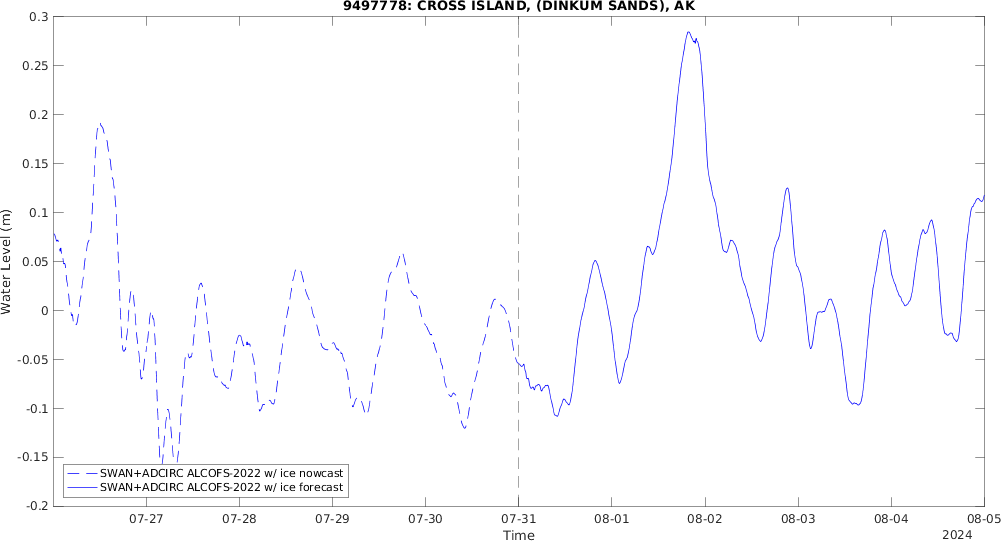 9497778: CROSS ISLAND, (DINKUM SANDS), AK
0.3
0.25
0.2
0.15
0.1
0.05
0
-0.05
-0.1
-0.15
-0.2
Water Level (m)
SWAN+ADCIRC ALCOFS-2022 w/ ice nowcast
SWAN+ADCIRC ALCOFS-2022 w/ ice forecast
07-27 07-28 07-29 07-30 07-31 08-01 08-02 08-03 08-04 08-05
Time
2024